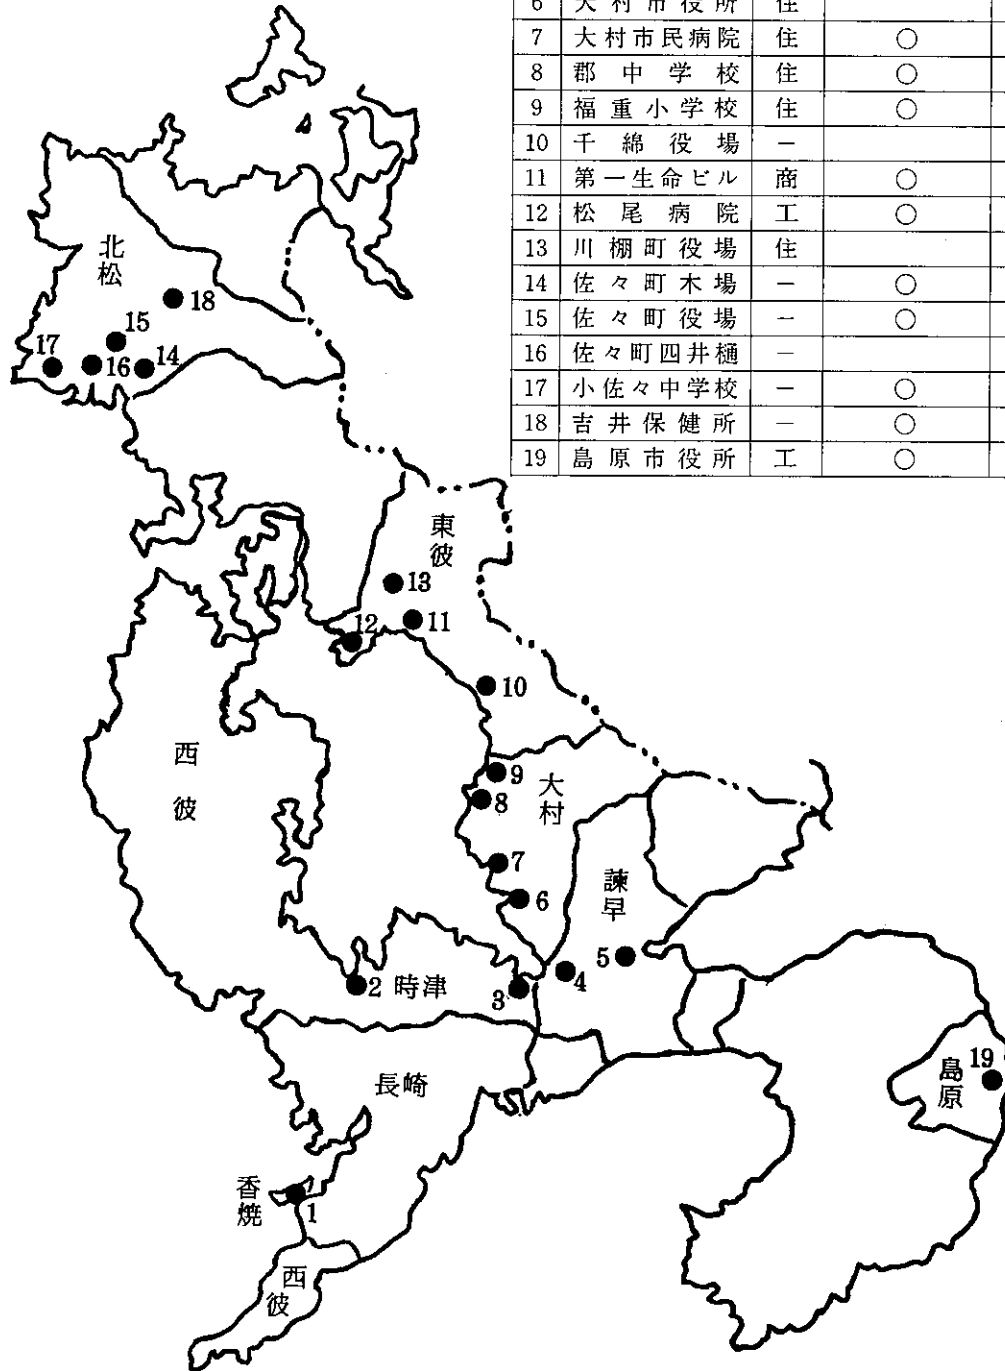 6 大村市役所 住
7 大村市民病院 住 ○
8 郡中学校 住 ○
9 福重小学校 住 ○
10 千綿役場 －
11 第一生命ビル 商 ○
12 松尾病院 工 ○
13 川棚町役場 住
14 佐々町木場 － ○
15 佐々町役場 － ○
16 佐々町四井樋 －
17 小佐々中学校 － ○
18 吉井保健所 － ○
19 島原市役所 工 ○
北松
18
15
17
16
14
東彼
13
11
12
10
西彼
9
大村
8
7
6
諫早
5
4
2
時津
3
長崎
19
島原
香焼
1
西彼